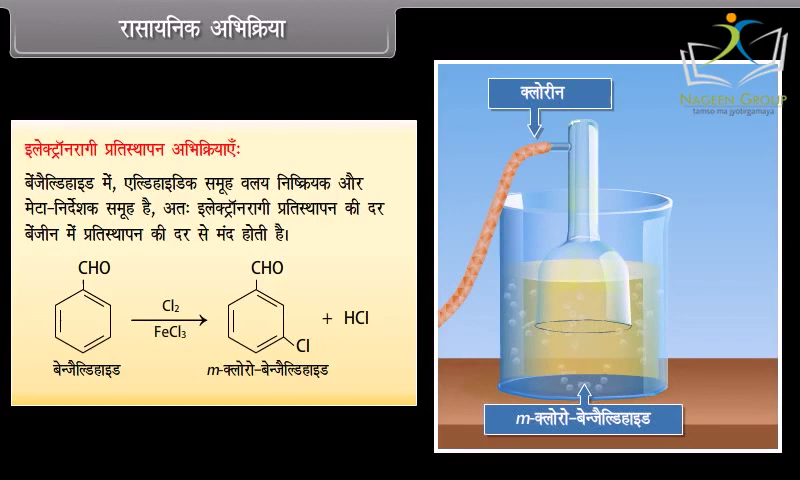 रासायनिक अभिक्रिया
NAGEEN GROUP
tamso na jyotirgamaya
क्लोरीन
इलेक्ट्रॉनरागी प्रतिस्थापन अभिक्रियाएँः
बेंजैल्डिहाइड में, एल्डिहाइडिक समूह वलय निष्क्रियक और
मेटा-निर्देशक समूह है, अतः इलेक्ट्रॉनरागी प्रतिस्थापन की दर
बेंजीन में प्रतिस्थापन की दर से मंद होती है।
CHO
Cl2
FeCl3
CHO
Cl
+ HCl
बेन्जैल्डिहाइड
m-क्लोरो-बेन्जैल्डिहाइड
m-क्लोरो-बेन्जैल्डिहाइड